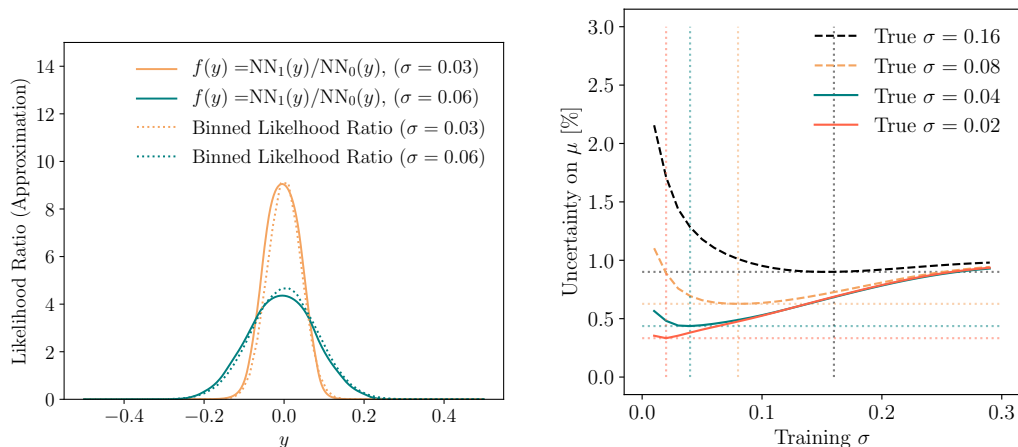 14
12
10
8
6
4
2
0
Likelihood Ratio (Approximation)
f(y) =NN₁(y)/NN₀(y), (σ = 0.03)
f(y) =NN₁(y)/NN₀(y), (σ = 0.06)
Binned Likelhood Ratio (σ = 0.03)
Binned Likelhood Ratio (σ = 0.06)
−0.4 −0.2 0.0 0.2 0.4
y
3.0
2.5
2.0
1.5
1.0
0.5
0.0
Uncertainty on μ [%]
True σ = 0.16
True σ = 0.08
True σ = 0.04
True σ = 0.02
0.0 0.1 0.2 0.3
Training σ